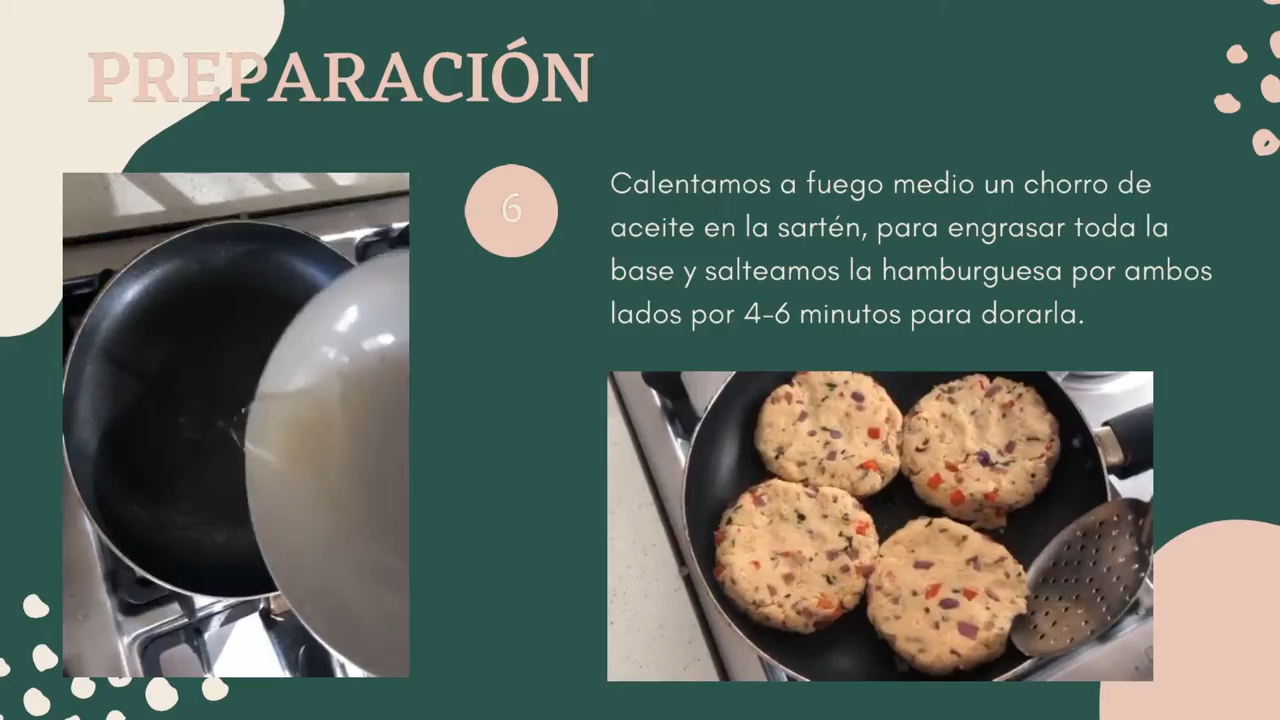 PREPARACIÓN
6
Calentamos a fuego medio un chorro de
aceite en la sartén, para engrasar toda la
base y salteamos la hamburguesa por ambos
lados por 4-6 minutos para dorarla.